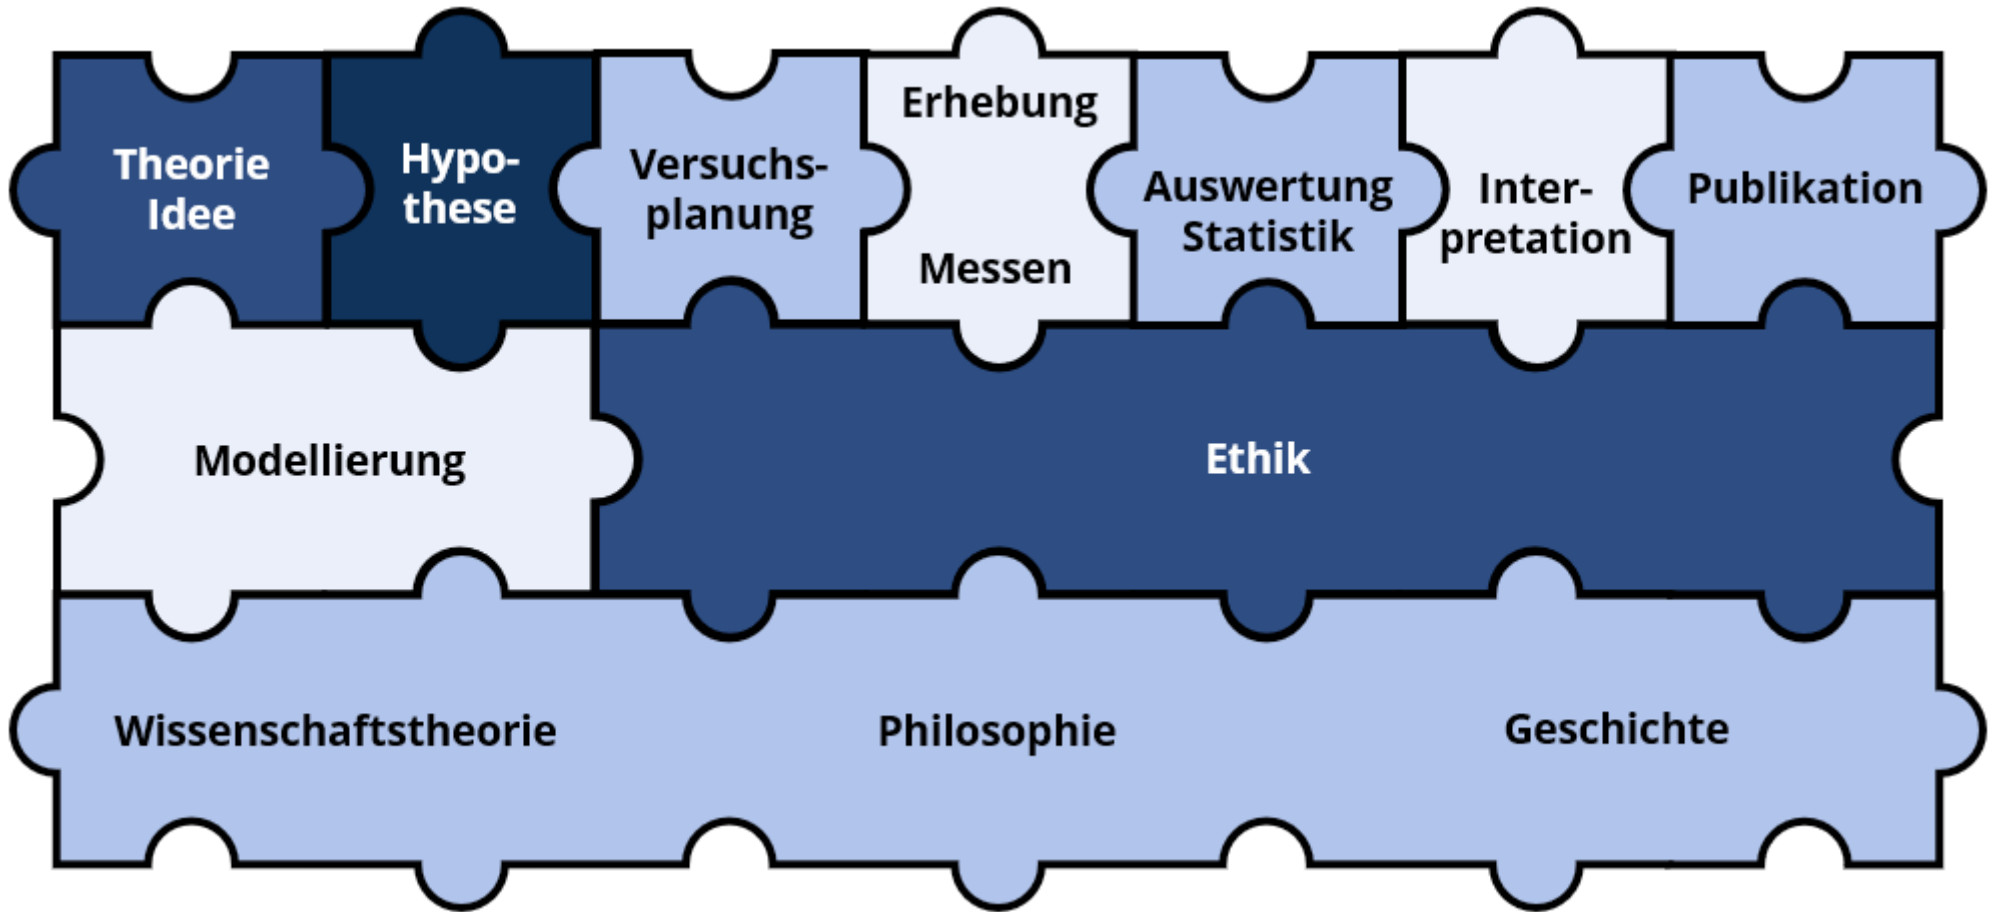 Theorie
Idee
Hypo-
these
Versuchs-
planung
Erhebung
Messen
Auswertung
Statistik
Inter-
pretation
Publikation
Modellierung
Ethik
Wissenschaftstheorie
Philosophie
Geschichte